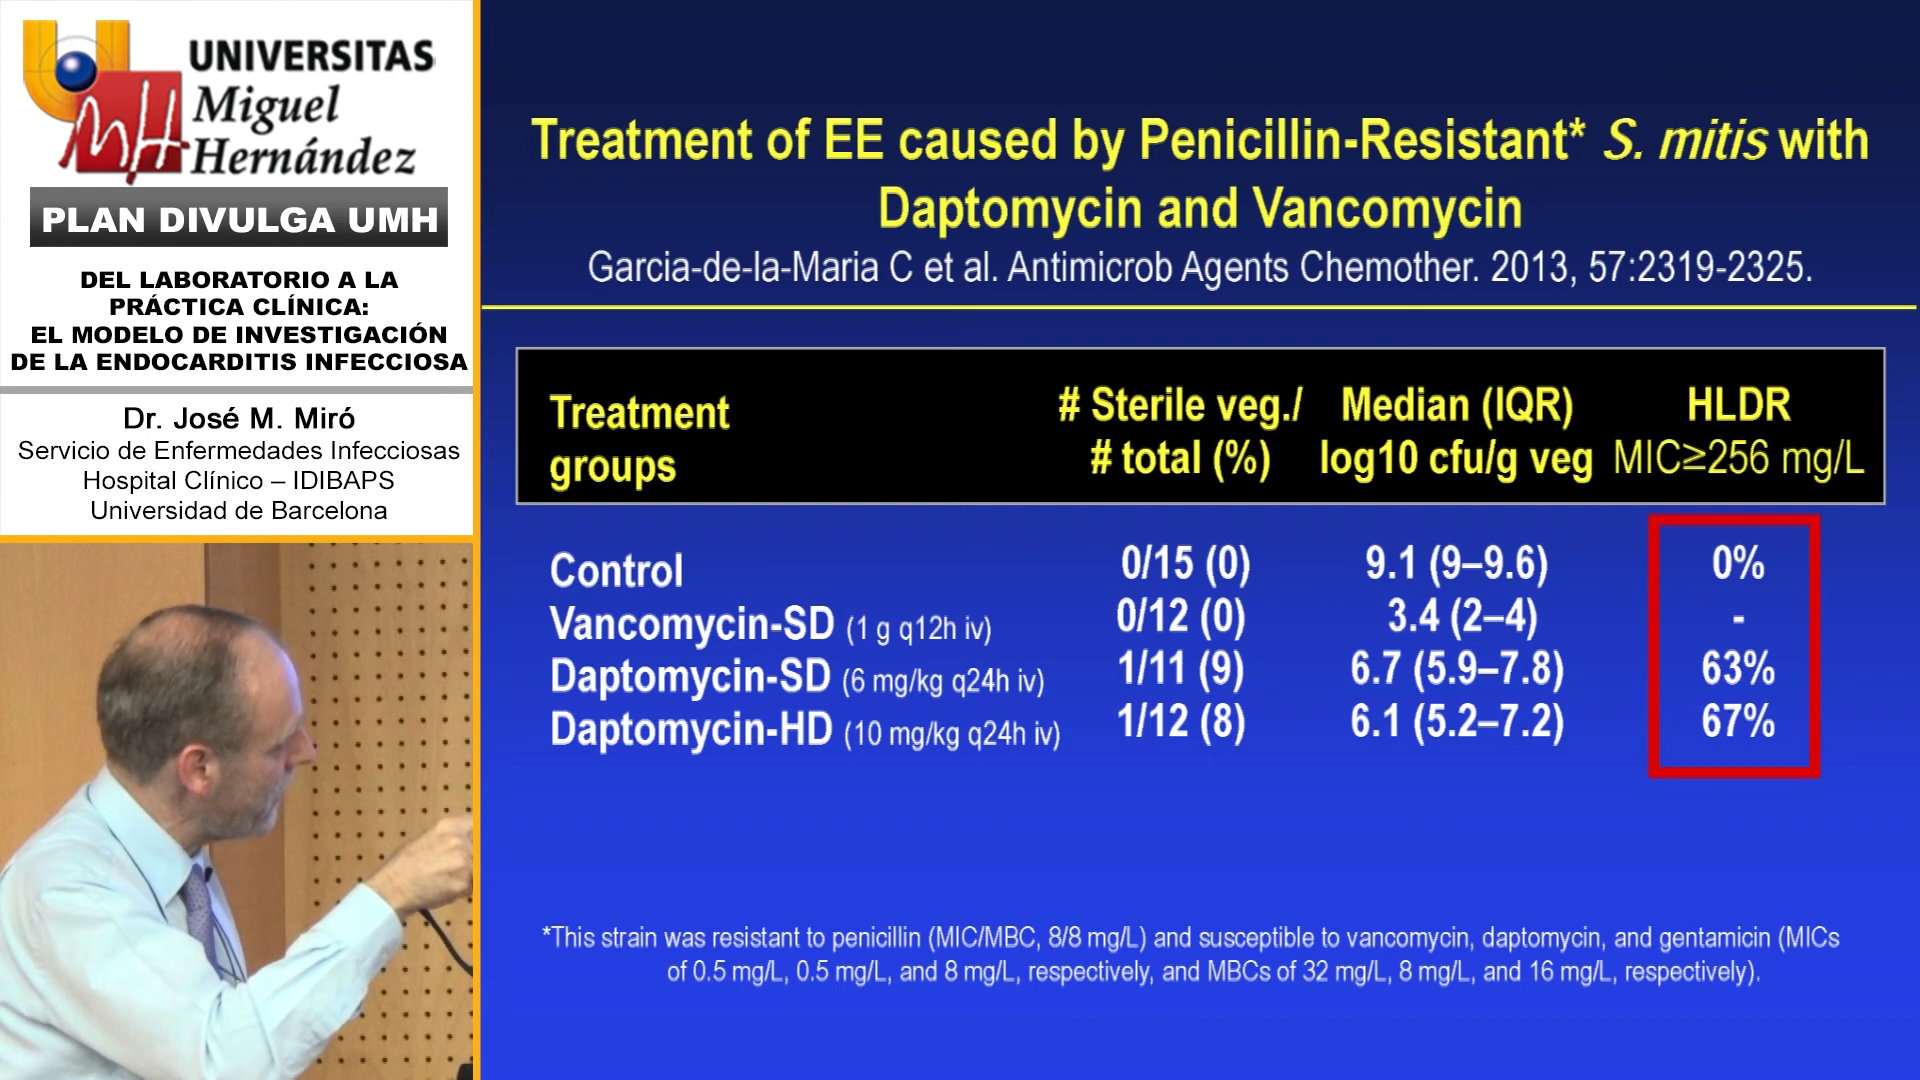 UNIVERSITAS
Miguel
Hernández
PLAN DIVULGA UMH
DEL LABORATORIO A LA
PRÁCTICA CLÍNICA:
EL MODELO DE INVESTIGACIÓN
DE LA ENDOCARDITIS INFECCIOSA
Dr. José M. Miró
Servicio de Enfermedades Infecciosas
Hospital Clínico – IDIBAPS
Universidad de Barcelona
Treatment of EE caused by Penicillin-Resistant* S. mitis with
Daptomycin and Vancomycin
Garcia-de-la-Maria C et al. Antimicrob Agents Chemother. 2013, 57:2319-2325.
Treatment groups
# Sterile veg./ # total (%)
Median (IQR) log10 cfu/g veg
HLDR MIC≥256 mg/L
Control 0/15 (0) 9.1 (9–9.6) 0%
Vancomycin-SD (1 g q12h iv) 0/12 (0) 3.4 (2–4) -
Daptomycin-SD (6 mg/kg q24h iv) 1/11 (9) 6.7 (5.9–7.8) 63%
Daptomycin-HD (10 mg/kg q24h iv) 1/12 (8) 6.1 (5.2–7.2) 67%
*This strain was resistant to penicillin (MIC/MBC, 8/8 mg/L) and susceptible to vancomycin, daptomycin, and gentamicin (MICs
of 0.5 mg/L, 0.5 mg/L, and 8 mg/L, respectively, and MBCs of 32 mg/L, 8 mg/L, and 16 mg/L, respectively).